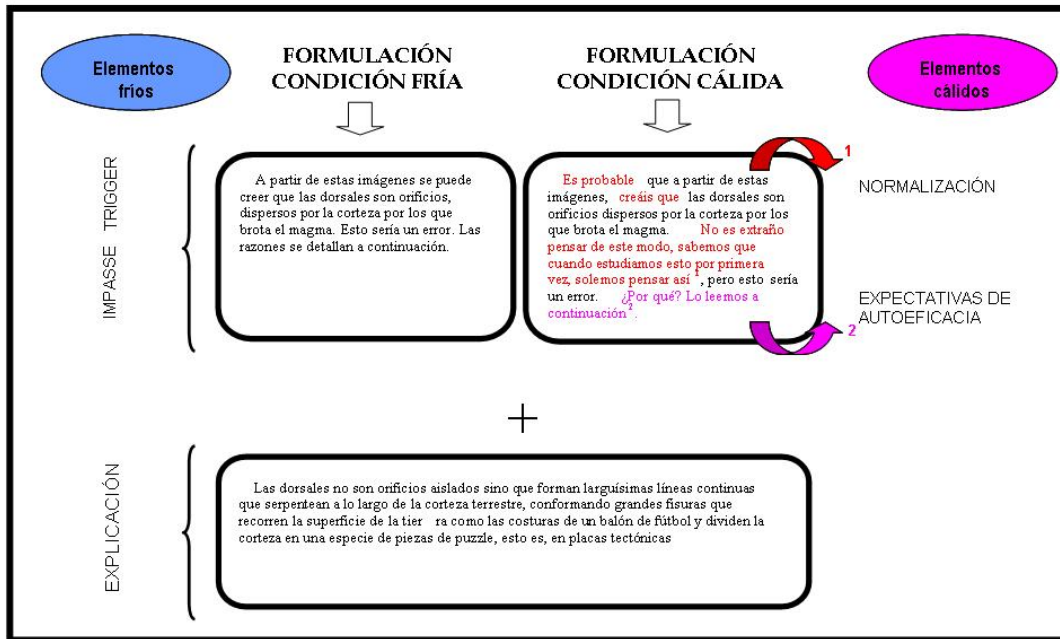 Elementos
fríos
FORMULACIÓN
CONDICIÓN FRÍA
FORMULACIÓN
CONDICIÓN CÁLIDA
Elementos
cálidos
IMPASSE TRIGGER
A partir de estas imágenes se puede
creer que las dorsales son orificios,
dispersos por la corteza por los que
brota el magma. Esto sería un error. Las
razones se detallan a continuación.
Es probable que a partir de estas
imágenes, creáis que las dorsales son
orificios dispersos por la corteza por los
que brota el magma. No es extraño
pensar de este modo, sabemos que
cuando estudiamos esto por primera
vez, solemos pensar así 1, pero esto sería
un error. ¿Por qué? Lo leemos a
continuación 2.
1
NORMALIZACIÓN
EXPECTATIVAS DE
AUTOEFICACIA
2
+
EXPLICACIÓN
Las dorsales no son orificios aislados sino que forman larguísimas líneas continuas
que serpentean a lo largo de la corteza terrestre, conformando grandes fisuras que
recorren la superficie de la tier ra como las costuras de un balón de fútbol y dividen la
corteza en una especie de piezas de puzzle, esto es, en placas tectónicas